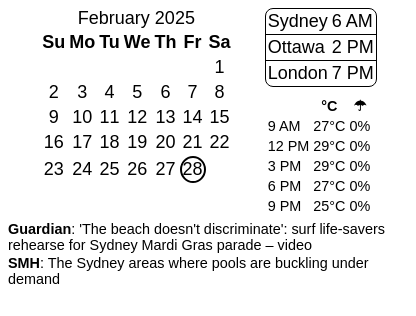 February 2025
Su Mo Tu We Th Fr Sa
1
2 3 4 5 6 7 8
9 10 11 12 13 14 15
16 17 18 19 20 21 22
23 24 25 26 27 28
Sydney 6 AM
Ottawa 2 PM
London 7 PM
°C ☂
9 AM 27°C 0%
12 PM 29°C 0%
3 PM 29°C 0%
6 PM 27°C 0%
9 PM 25°C 0%
Guardian: 'The beach doesn't discriminate': surf life-savers
rehearse for Sydney Mardi Gras parade – video
SMH: The Sydney areas where pools are buckling under
demand